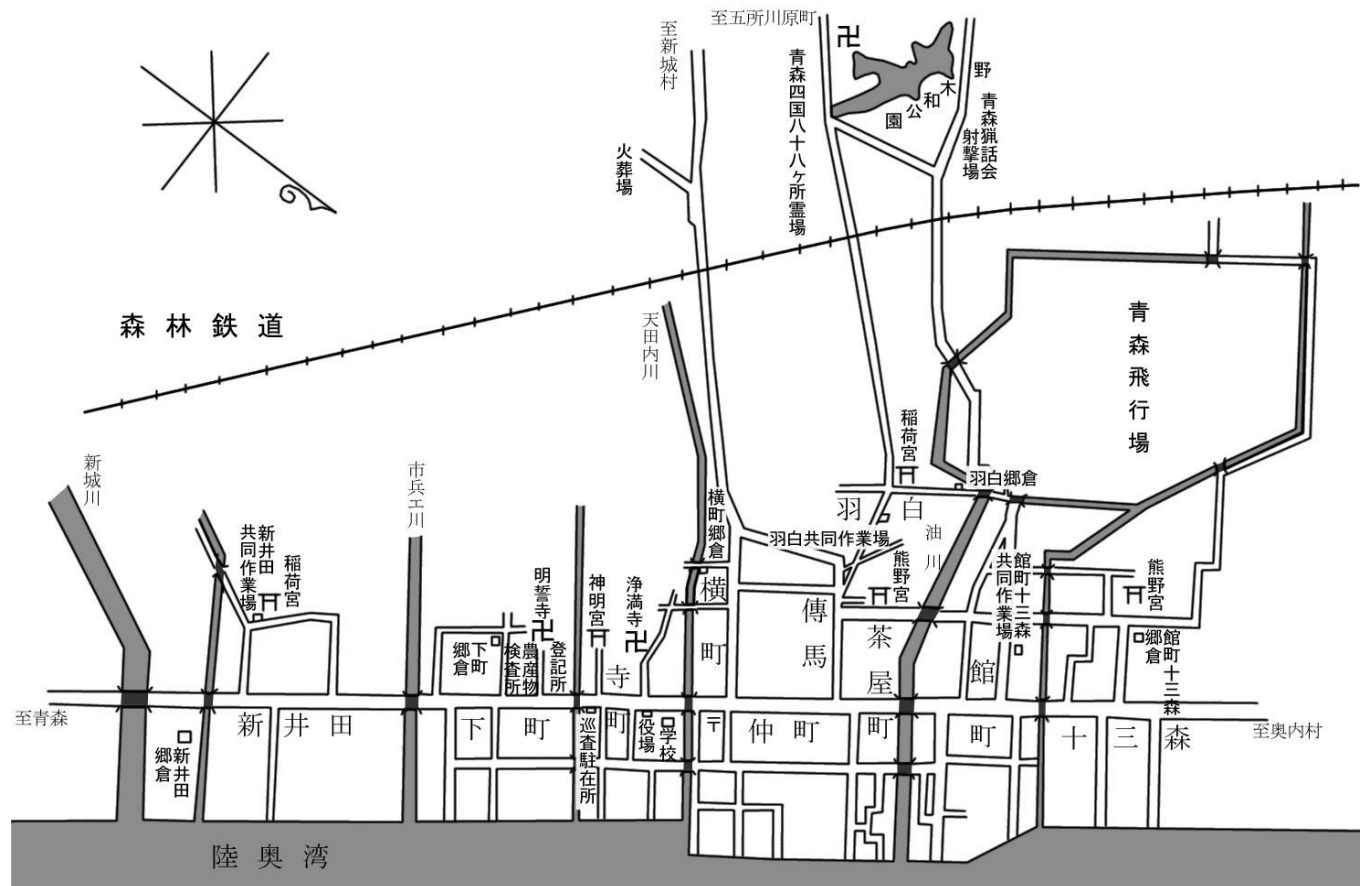 至五所川原町
至新城村
青森四国八十八ヶ所霊場
野木和公園
青森猟話会
射撃場
火葬場
森林鉄道
天田内川
青森飛行場
新城川
市兵エ川
稲荷宮
羽白郷倉
横町郷倉
羽白
油川
新井田
共同作業場
稲荷宮
羽白共同作業場
明誓寺
神明宮
浄満寺
熊野宮
館町十三森
共同作業場
熊野宮
下町
郷倉
農産物
検査所
登記所
寺町
横町
傳馬
茶屋町
館町
館町十三森
郷倉
至青森
新井田
下町
巡査駐在所
役場
学校
〒
仲町
十三森
至奥内村
新井田
郷倉
陸奥湾